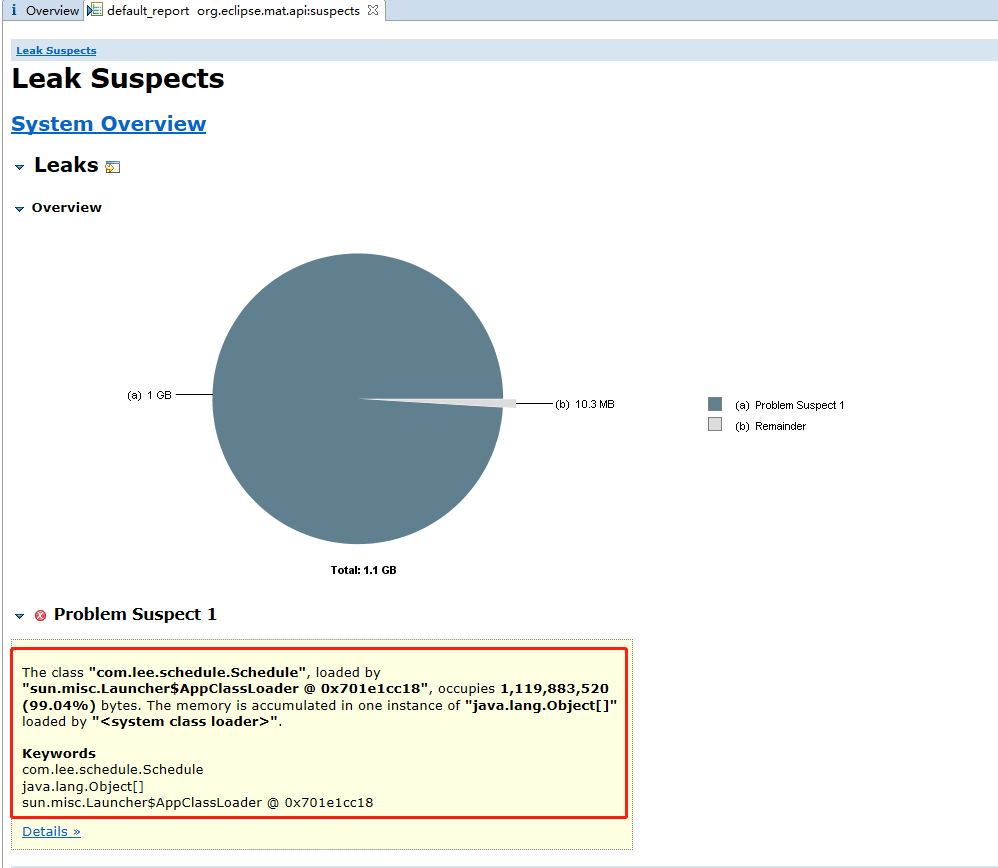 i Overview default_report org.eclipse.mat.api:suspects
Leak Suspects
Leak Suspects
System Overview
Leaks
Overview
(a) 1 GB
(b) 10.3 MB
(a) Problem Suspect 1
(b) Remainder
Total: 1.1 GB
Problem Suspect 1
The class "com.lee.schedule.Schedule", loaded by
"sun.misc.Launcher$AppClassLoader @ 0x701e1cc18", occupies 1,119,883,520
(99.04%) bytes. The memory is accumulated in one instance of "java.lang.Object[]"
loaded by "<system class loader>".
Keywords
com.lee.schedule.Schedule
java.lang.Object[]
sun.misc.Launcher$AppClassLoader @ 0x701e1cc18
Details »